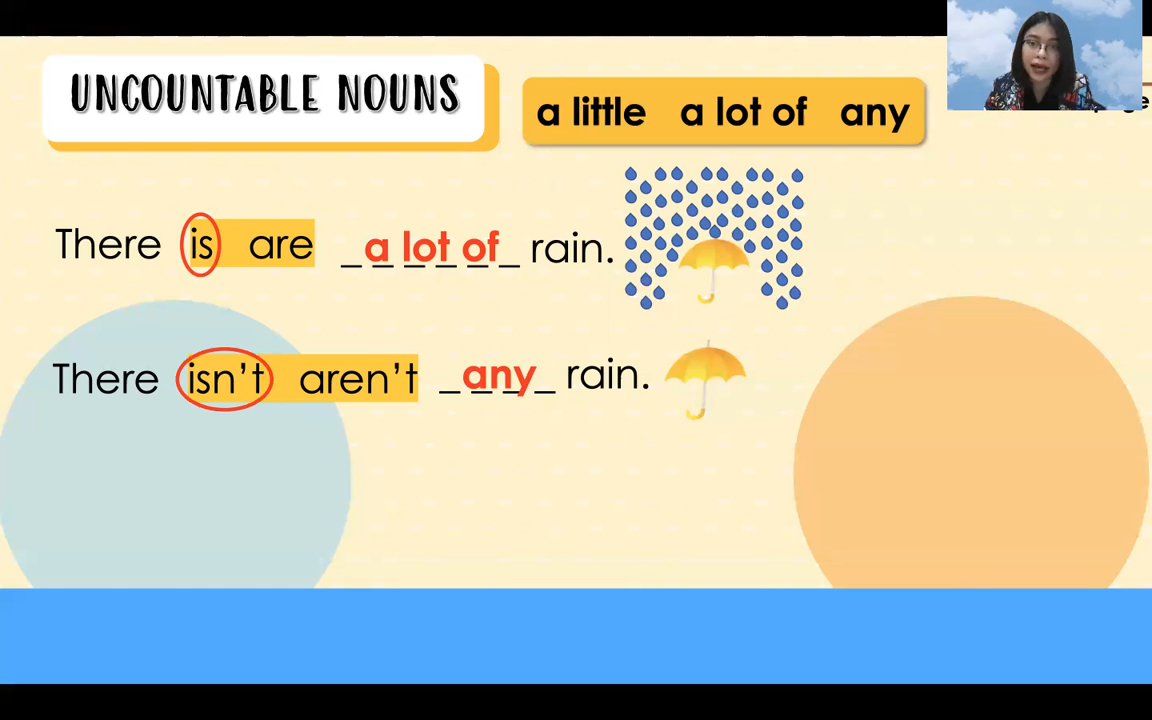 UNCOUNTABLE NOUNS
a little a lot of any
There is are _a lot of_ rain.
There isn't aren't _any_ rain.